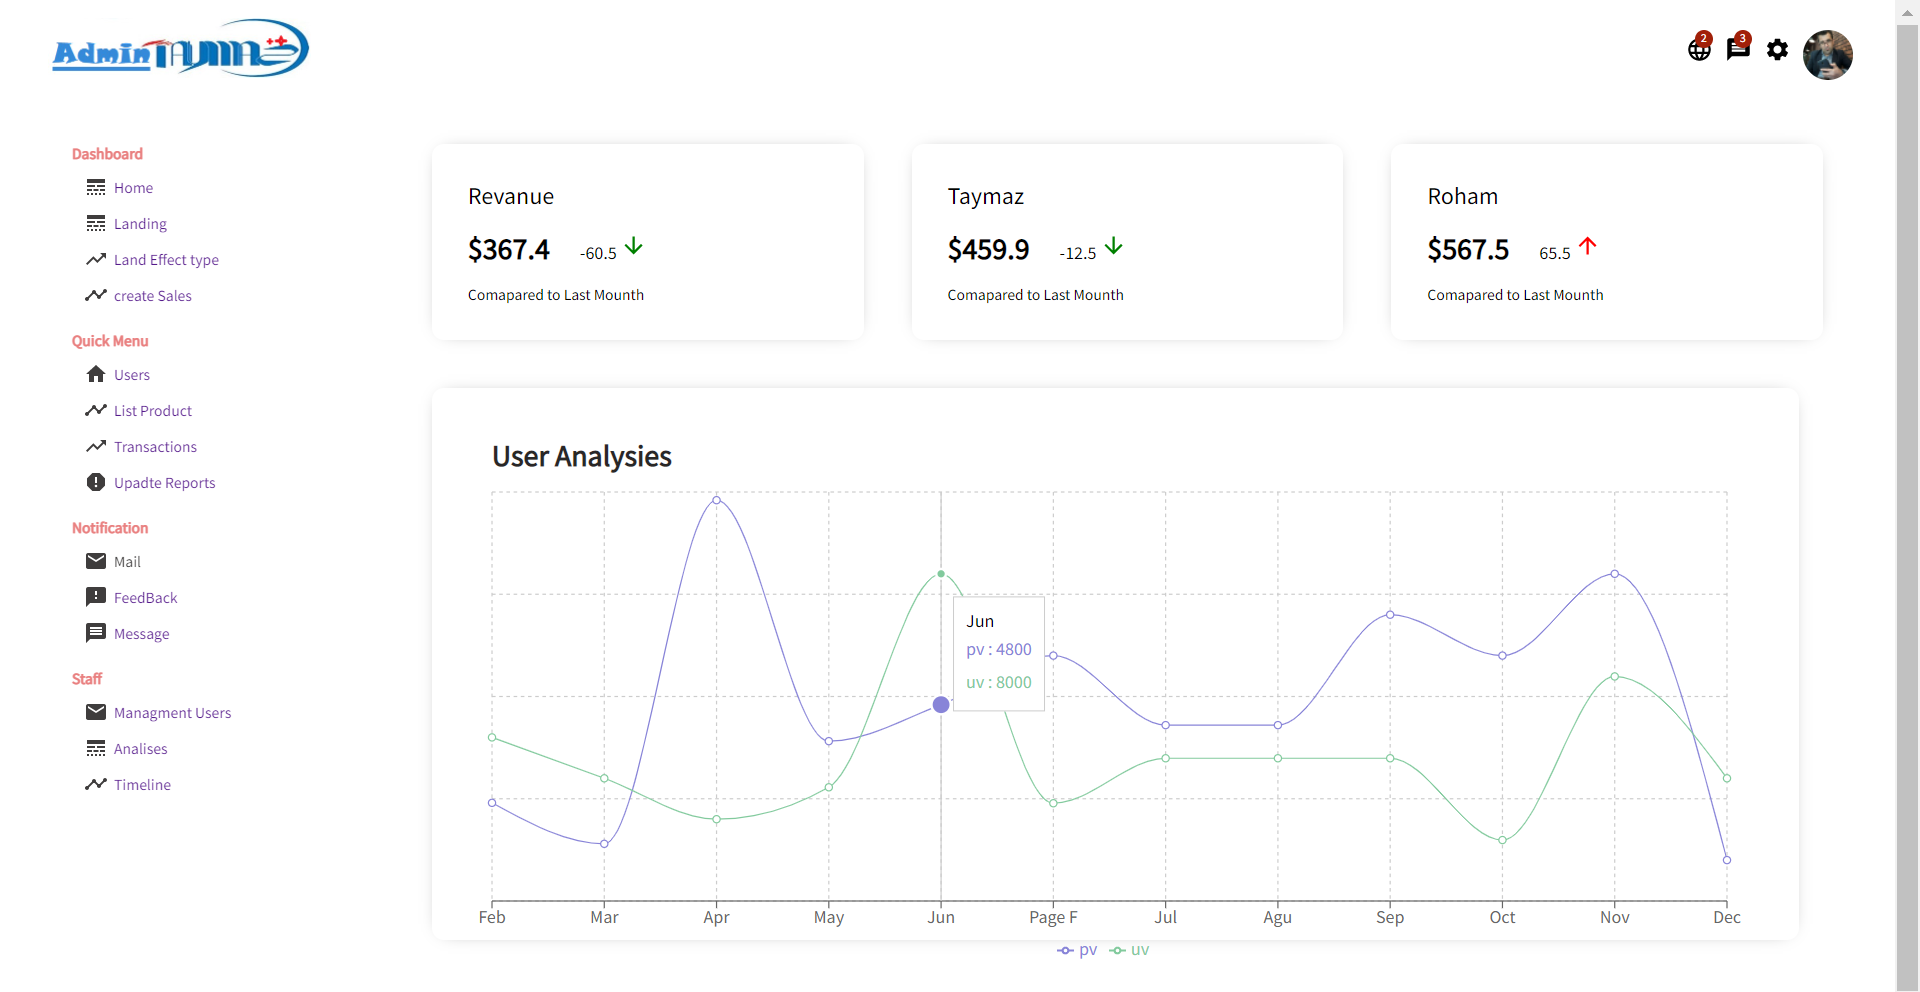 AdminTAYMAZ
2
3
Dashboard
Home
Landing
Land Effect type
create Sales
Quick Menu
Users
List Product
Transactions
Upadte Reports
Notification
Mail
FeedBack
Message
Staff
Managment Users
Analises
Timeline
Revanue
$367.4 -60.5
Comapared to Last Mounth
Taymaz
$459.9 -12.5
Comapared to Last Mounth
Roham
$567.5 65.5
Comapared to Last Mounth
User Analysies
Jun
pv : 4800
uv : 8000
Feb Mar Apr May Jun Page F Jul Agu Sep Oct Nov Dec
pv uv